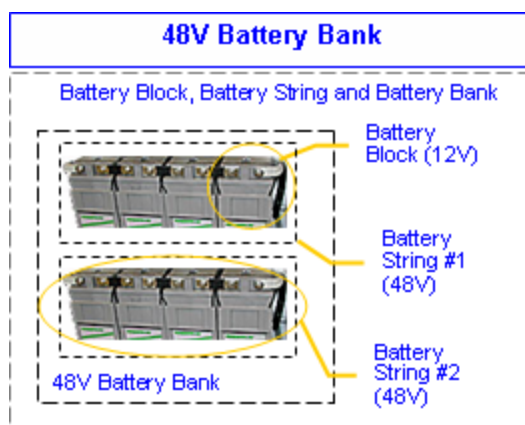 48V Battery Bank
Battery Block, Battery String and Battery Bank
Battery
Block (12V)
Battery
String #1
(48V)
Battery
String #2
(48V)
48V Battery Bank